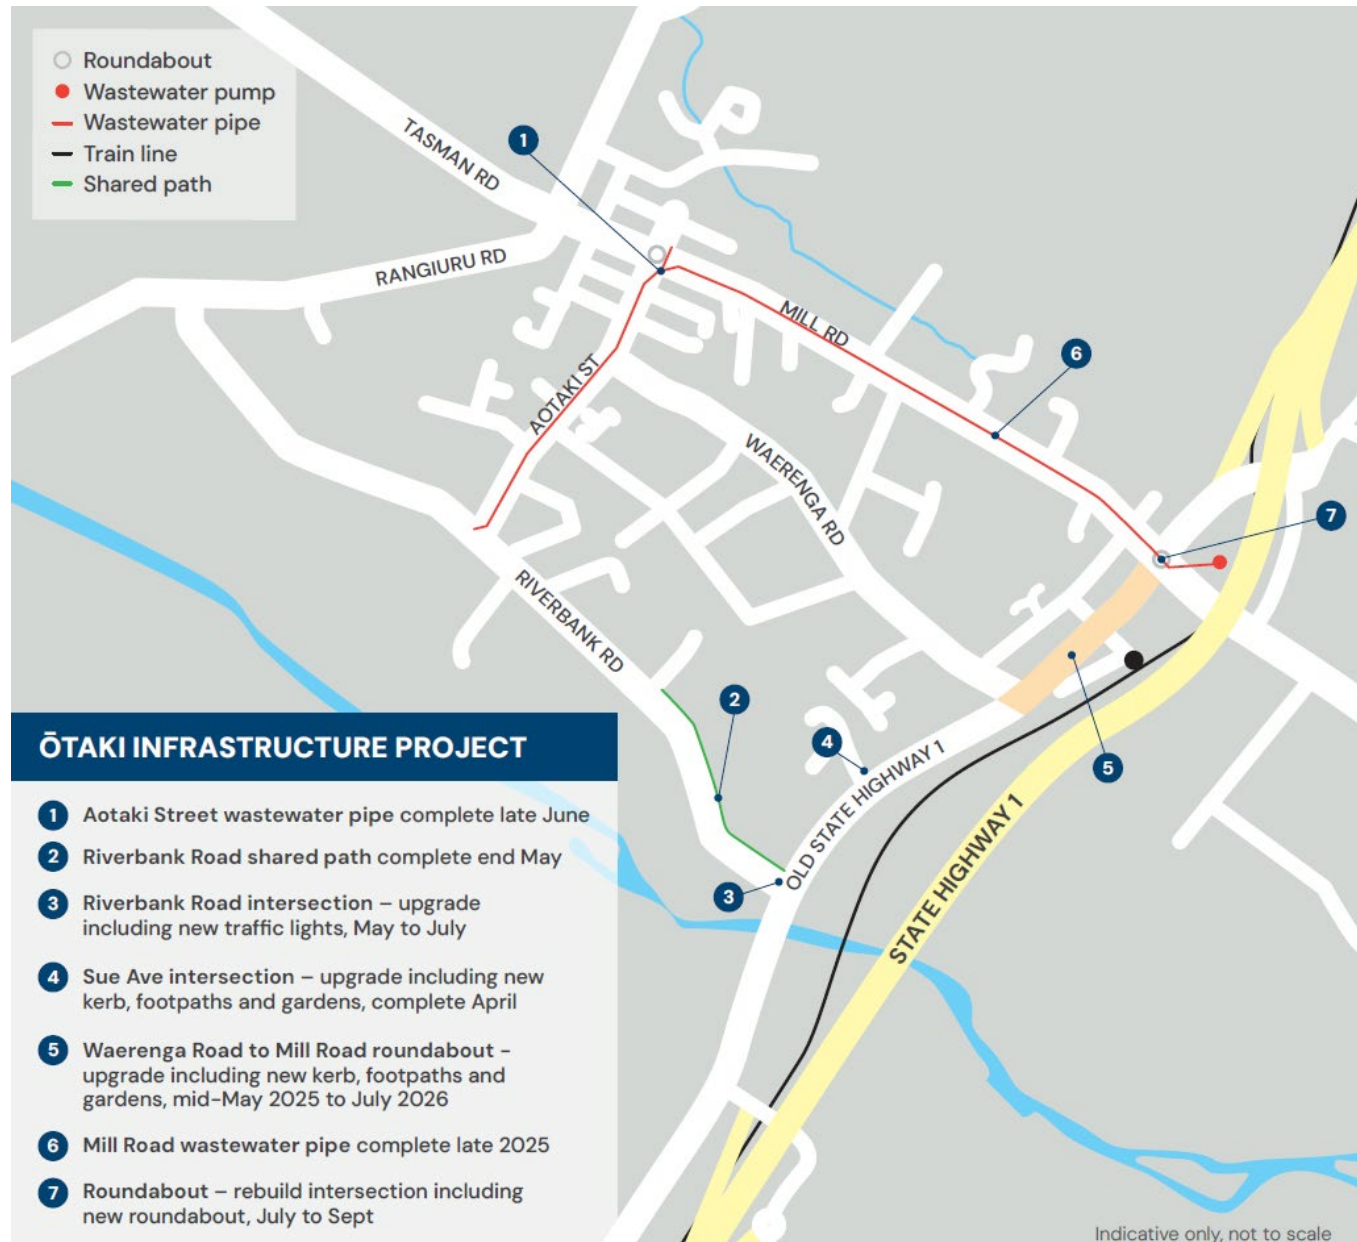 Roundabout
Wastewater pump
Wastewater pipe
Train line
Shared path
TASMAN RD
1
RANGIURU RD
MILL RD
6
AOTAKI ST
WAERENGA RD
7
RIVERBANK RD
2
4
5
OLD STATE HIGHWAY 1
3
STATE HIGHWAY 1
ŌTAKI INFRASTRUCTURE PROJECT
1 Aotaki Street wastewater pipe complete late June
2 Riverbank Road shared path complete end May
3 Riverbank Road intersection – upgrade
including new traffic lights, May to July
4 Sue Ave intersection – upgrade including new
kerb, footpaths and gardens, complete April
5 Waerenga Road to Mill Road roundabout -
upgrade including new kerb, footpaths and
gardens, mid-May 2025 to July 2026
6 Mill Road wastewater pipe complete late 2025
7 Roundabout – rebuild intersection including
new roundabout, July to Sept
Indicative only, not to scale